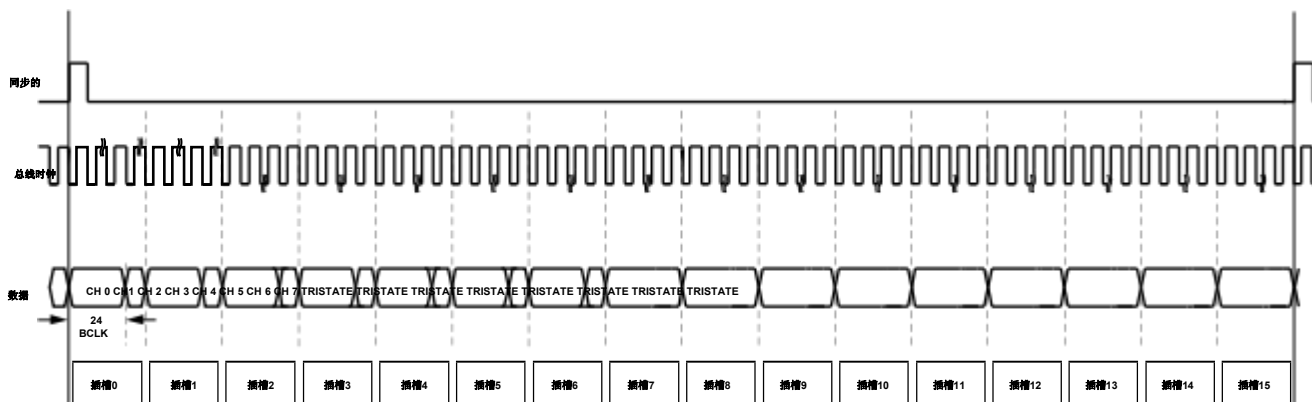 同步的
总线时钟
数据
CH 0 CH1 CH 2 CH 3 CH 4 CH 5 CH 6 CH 7 TRISTATE TRISTATE TRISTATE TRISTATE TRISTATE TRISTATE TRISTATE TRISTATE
24
BCLK
插槽0 插槽1 插槽2 插槽3 插槽4 插槽5 插槽6 插槽7 插槽8 插槽9 插槽10 插槽11 插槽12 插槽13 插槽14 插槽15